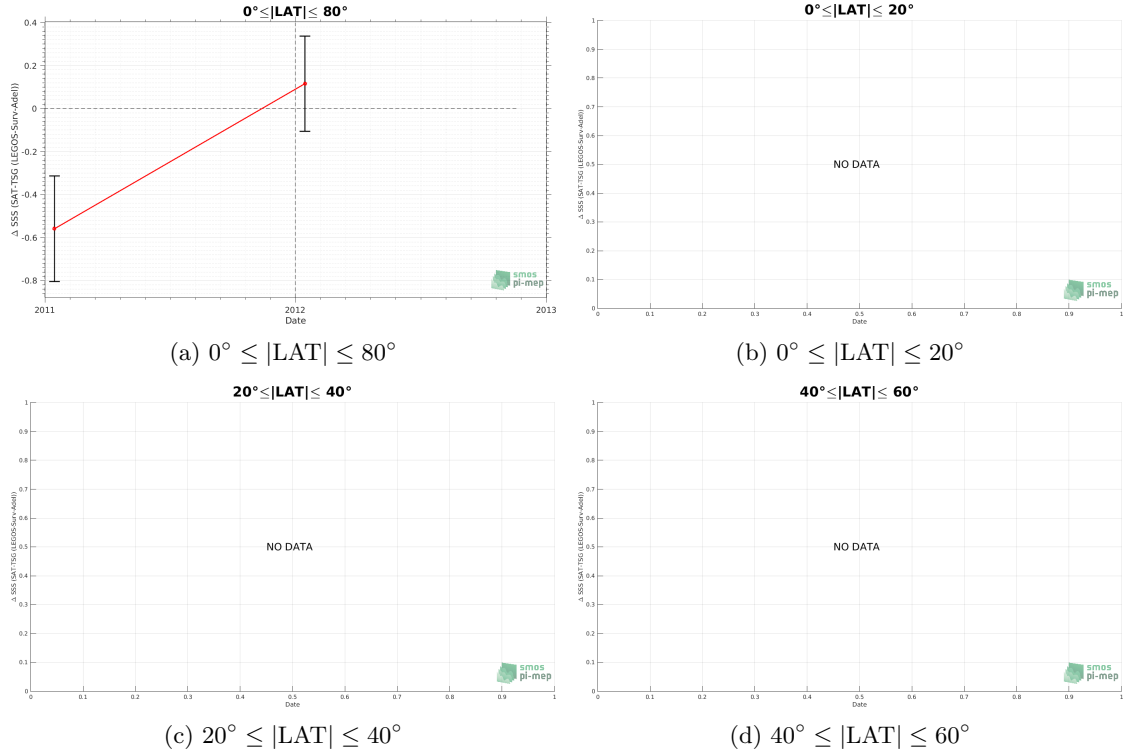 0°≤|LAT|≤ 80°
Δ SSS (SAT-TSG (LEGOS-Surv-Adel))
0.4
0.2
0
-0.2
-0.4
-0.6
-0.8
2011
2012
2013
Date
smos
pi-mep
(a) 0° ≤ |LAT| ≤ 80°
0°≤|LAT|≤ 20°
Δ SSS (SAT-TSG (LEGOS-Surv-Adel))
1
0.9
0.8
0.7
0.6
0.5
0.4
0.3
0.2
0.1
0
NO DATA
0 0.1 0.2 0.3 0.4 0.5 0.6 0.7 0.8 0.9 1
Date
smos
pi-mep
(b) 0° ≤ |LAT| ≤ 20°
20°≤|LAT|≤ 40°
Δ SSS (SAT-TSG (LEGOS-Surv-Adel))
1
0.9
0.8
0.7
0.6
0.5
0.4
0.3
0.2
0.1
0
NO DATA
0 0.1 0.2 0.3 0.4 0.5 0.6 0.7 0.8 0.9 1
Date
smos
pi-mep
(c) 20° ≤ |LAT| ≤ 40°
40°≤|LAT|≤ 60°
Δ SSS (SAT-TSG (LEGOS-Surv-Adel))
1
0.9
0.8
0.7
0.6
0.5
0.4
0.3
0.2
0.1
0
NO DATA
0 0.1 0.2 0.3 0.4 0.5 0.6 0.7 0.8 0.9 1
Date
smos
pi-mep
(d) 40° ≤ |LAT| ≤ 60°